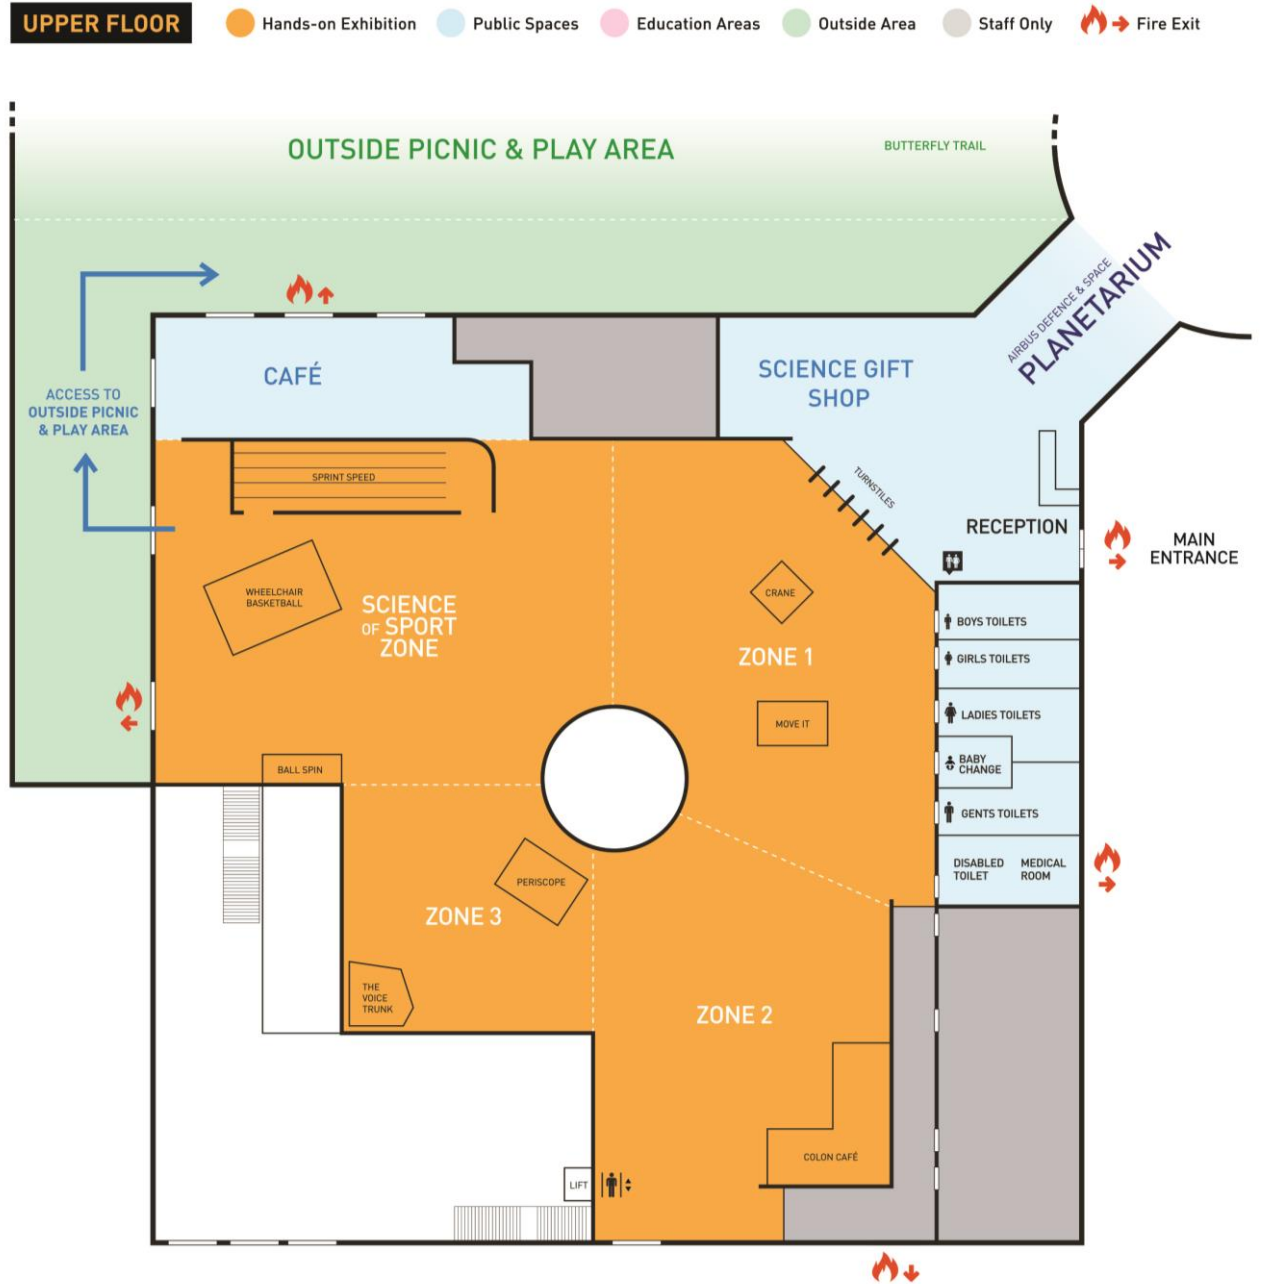 UPPER FLOOR
Hands-on Exhibition
Public Spaces
Education Areas
Outside Area
Staff Only
Fire Exit
OUTSIDE PICNIC & PLAY AREA
BUTTERFLY TRAIL
AIRBUS DEFENCE & SPACE
PLANETARIUM
CAFÉ
SCIENCE GIFT
SHOP
ACCESS TO
OUTSIDE PICNIC
& PLAY AREA
SPRINT SPEED
TURNSTILES
RECEPTION
MAIN
ENTRANCE
WHEELCHAIR
BASKETBALL
SCIENCE
OF SPORT
ZONE
CRANE
ZONE 1
BOYS TOILETS
GIRLS TOILETS
LADIES TOILETS
MOVE IT
BABY
CHANGE
BALL SPIN
GENTS TOILETS
DISABLED
TOILET
MEDICAL
ROOM
PERISCOPE
ZONE 3
THE
VOICE
TRUNK
ZONE 2
COLON CAFÉ
LIFT